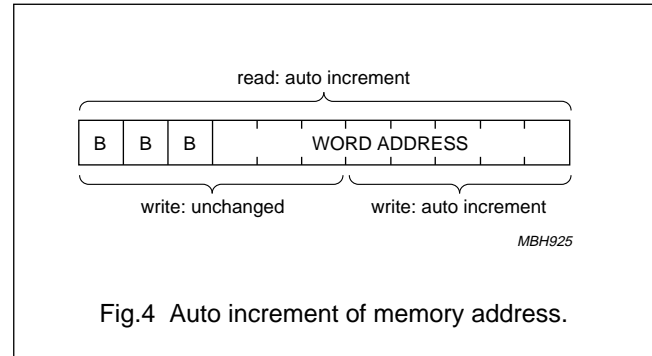 read: auto increment
B B B WORD ADDRESS
write: unchanged write: auto increment
MBH925
Fig.4 Auto increment of memory address.